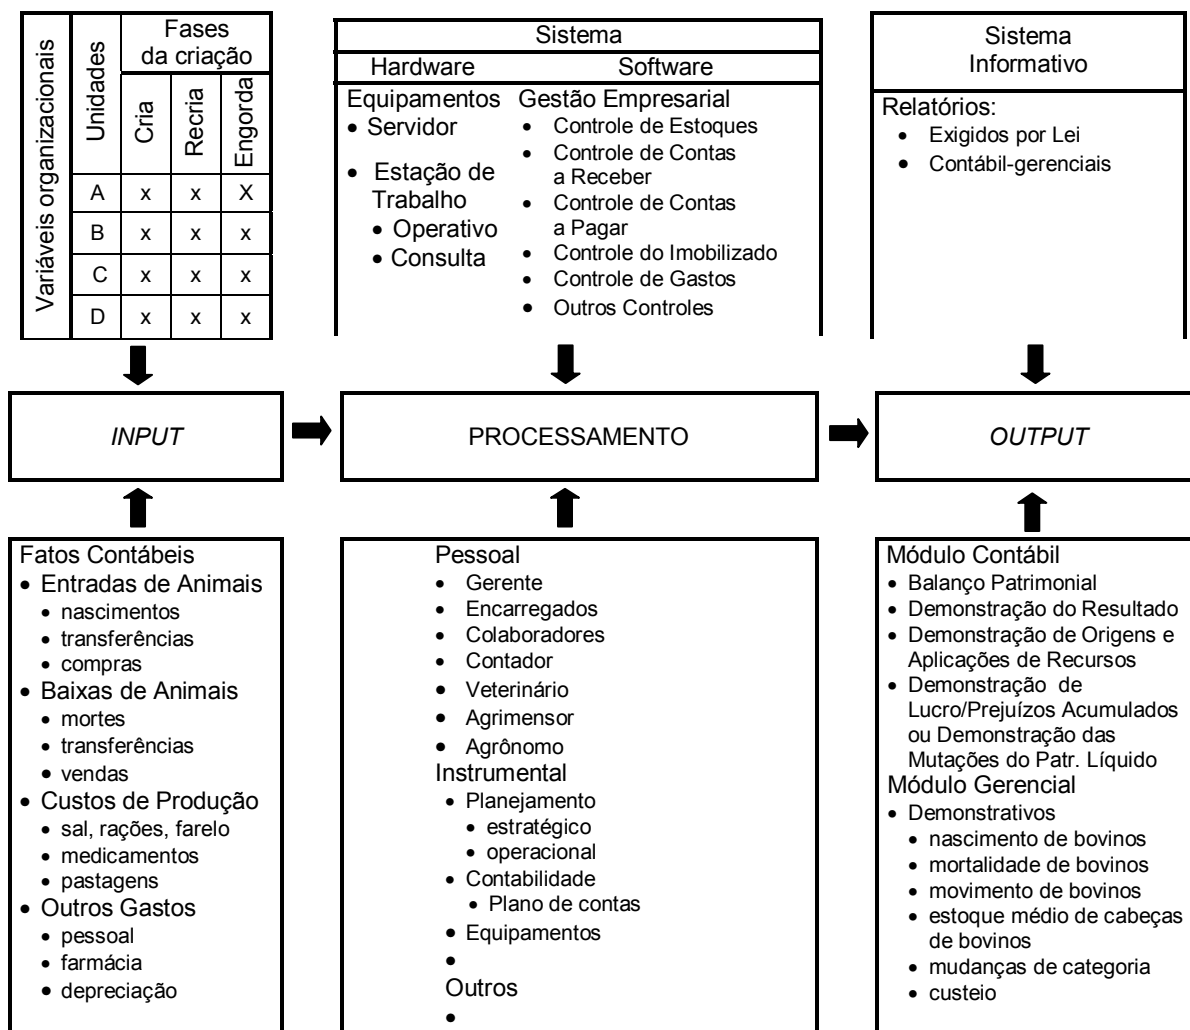 Variáveis organizacionais
Unidades
Fases
da criação
Cria
Recria
Engorda
A x x X
B x x x
C x x x
D x x x
Sistema
Hardware Software
Equipamentos
• Servidor
• Estação de
Trabalho
• Operativo
• Consulta
Gestão Empresarial
• Controle de Estoques
• Controle de Contas
a Receber
• Controle de Contas
a Pagar
• Controle do Imobilizado
• Controle de Gastos
• Outros Controles
Sistema
Informativo
Relatórios:
• Exigidos por Lei
• Contábil-gerenciais
INPUT
PROCESSAMENTO
OUTPUT
Fatos Contábeis
• Entradas de Animais
• nascimentos
• transferências
• compras
• Baixas de Animais
• mortes
• transferências
• vendas
• Custos de Produção
• sal, rações, farelo
• medicamentos
• pastagens
• Outros Gastos
• pessoal
• farmácia
• depreciação
Pessoal
• Gerente
• Encarregados
• Colaboradores
• Contador
• Veterinário
• Agrimensor
• Agrônomo
Instrumental
• Planejamento
• estratégico
• operacional
• Contabilidade
• Plano de contas
• Equipamentos
•
Outros
•
Módulo Contábil
• Balanço Patrimonial
• Demonstração do Resultado
• Demonstração de Origens e
Aplicações de Recursos
• Demonstração de
Lucro/Prejuízos Acumulados
ou Demonstração das
Mutações do Patr. Líquido
Módulo Gerencial
• Demonstrativos
• nascimento de bovinos
• mortalidade de bovinos
• movimento de bovinos
• estoque médio de cabeças
de bovinos
• mudanças de categoria
• custeio